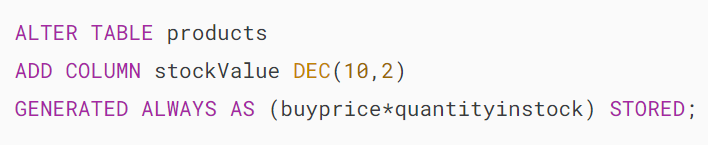 ALTER TABLE products
ADD COLUMN stockValue DEC(10,2)
GENERATED ALWAYS AS (buyprice*quantityinstock) STORED;